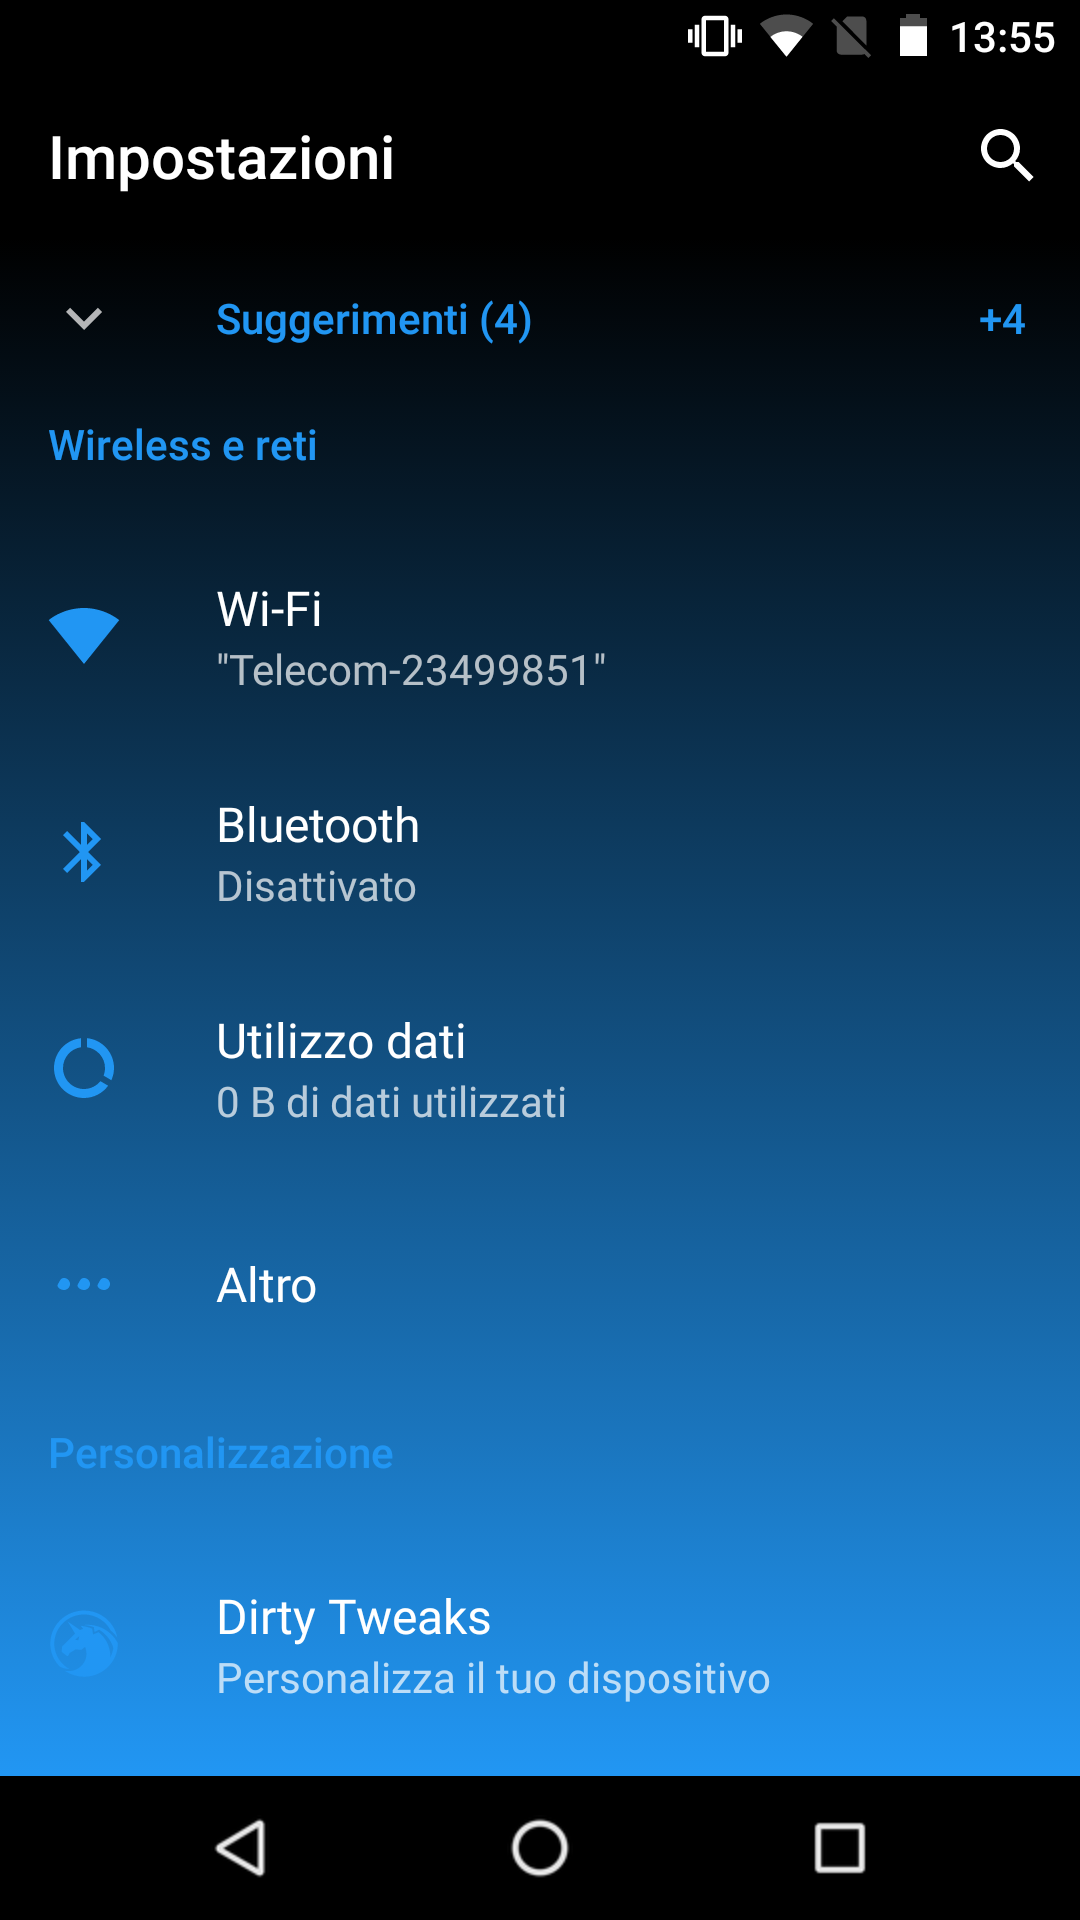 13:55
Impostazioni
Suggerimenti (4) +4
Wireless e reti
Wi-Fi
"Telecom-23499851"
Bluetooth
Disattivato
Utilizzo dati
0 B di dati utilizzati
Altro
Personalizzazione
Dirty Tweaks
Personalizza il tuo dispositivo